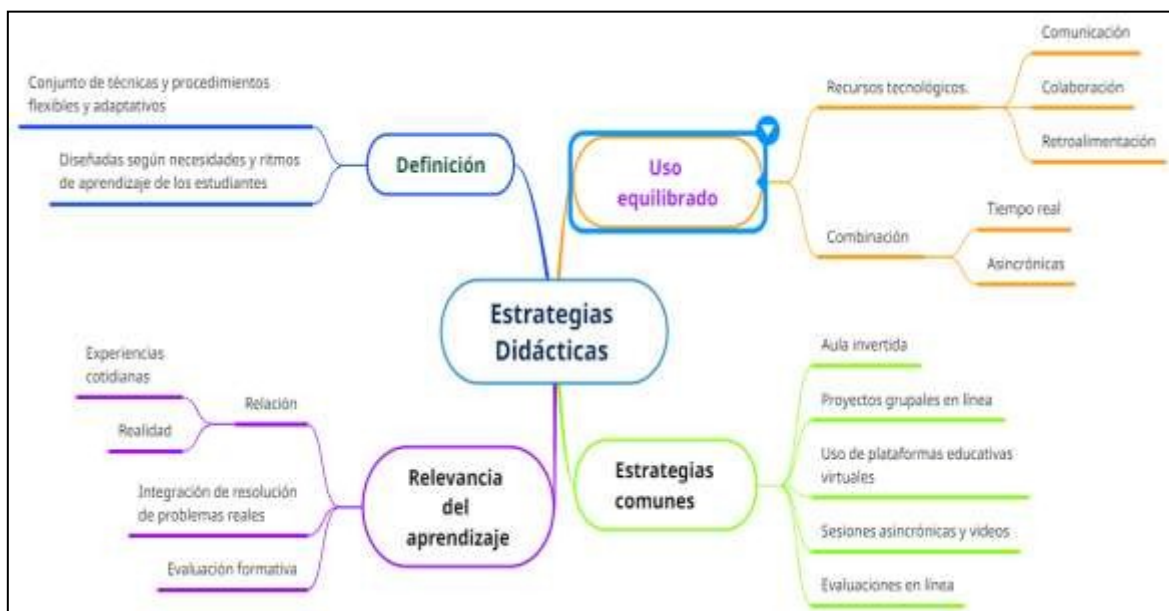 Estrategias
Didácticas
Definición
Conjunto de técnicas y procedimientos
flexibles y adaptativos
Diseñadas según necesidades y ritmos
de aprendizaje de los estudiantes
Uso
equilibrado
Recursos tecnológicos.
Comunicación
Colaboración
Retroalimentación
Combinación
Tiempo real
Asincrónicas
Relevancia
del
aprendizaje
Relación
Experiencias
cotidianas
Realidad
Integración de resolución
de problemas reales
Evaluación formativa
Estrategias
comunes
Aula invertida
Proyectos grupales en línea
Uso de plataformas educativas
virtuales
Sesiones asincrónicas y videos
Evaluaciones en línea